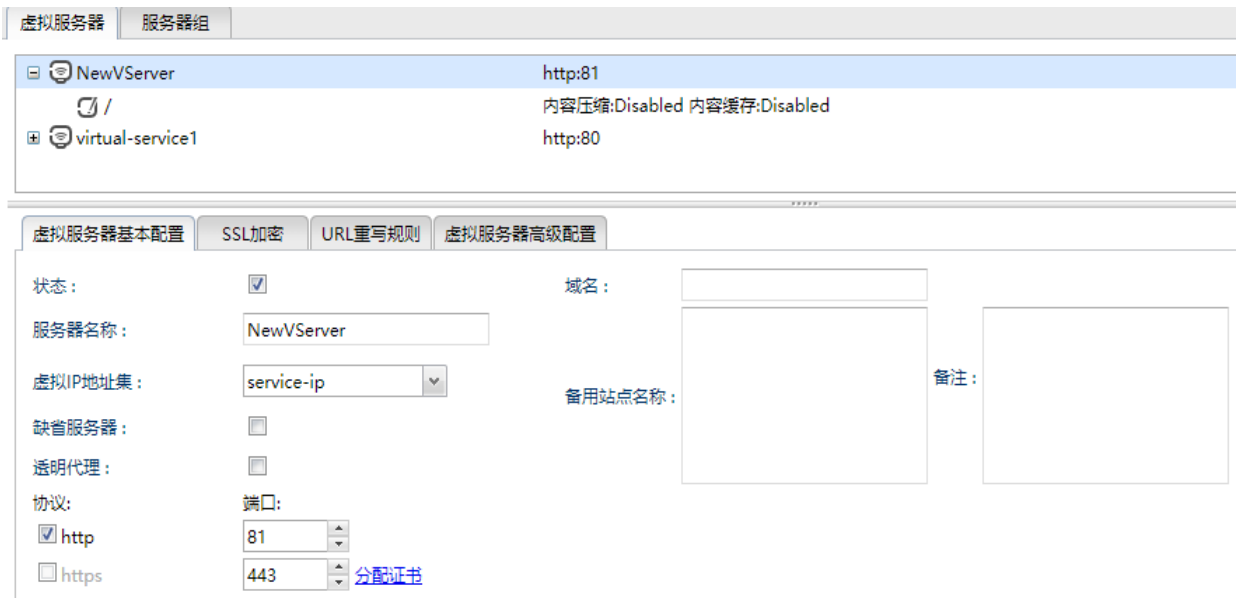 虚拟服务器 服务器组
NewVServer http:81
/ 内容压缩:Disabled 内容缓存:Disabled
virtual-service1 http:80
虚拟服务器基本配置 SSL加密 URL重写规则 虚拟服务器高级配置
状态： 域名：
服务器名称： NewVServer
虚拟IP地址集： service-ip
备用站点名称： 备注：
缺省服务器：
透明代理：
协议: 端口:
http 81
https 443 分配证书